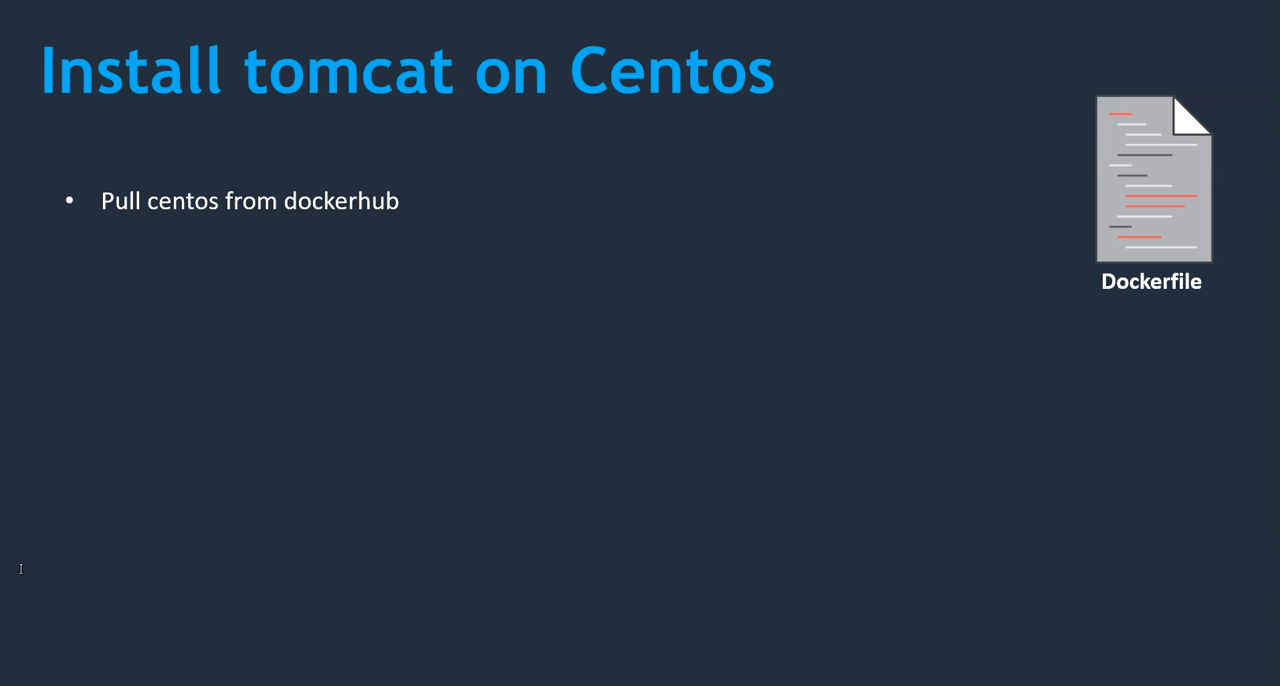 Install tomcat on Centos
• Pull centos from dockerhub
Dockerfile